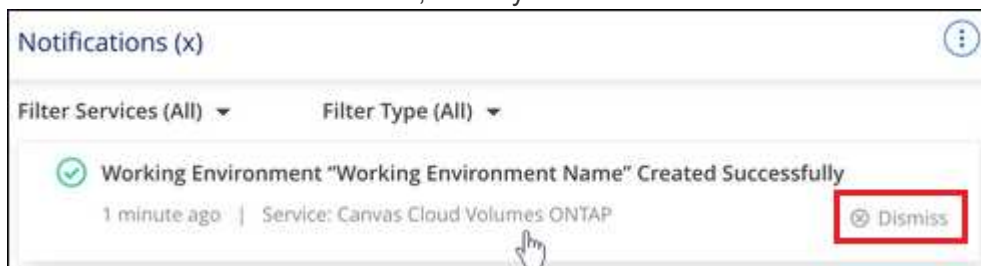 Notifications (x)
Filter Services (All) Filter Type (All)
Working Environment “Working Environment Name” Created Successfully
1 minute ago | Service: Canvas Cloud Volumes ONTAP Dismiss